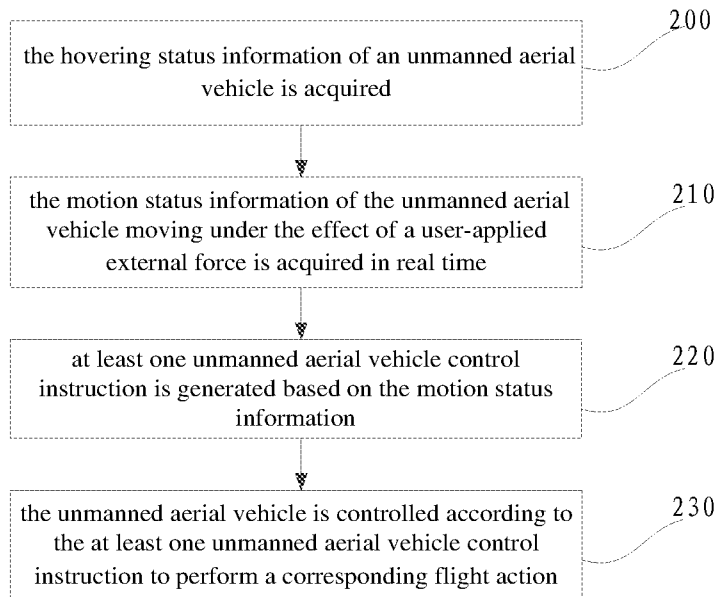 200
the hovering status information of an unmanned aerial
vehicle is acquired
210
the motion status information of the unmanned aerial
vehicle moving under the effect of a user-applied
external force is acquired in real time
220
at least one unmanned aerial vehicle control
instruction is generated based on the motion status
information
230
the unmanned aerial vehicle is controlled according to
the at least one unmanned aerial vehicle control
instruction to perform a corresponding flight action